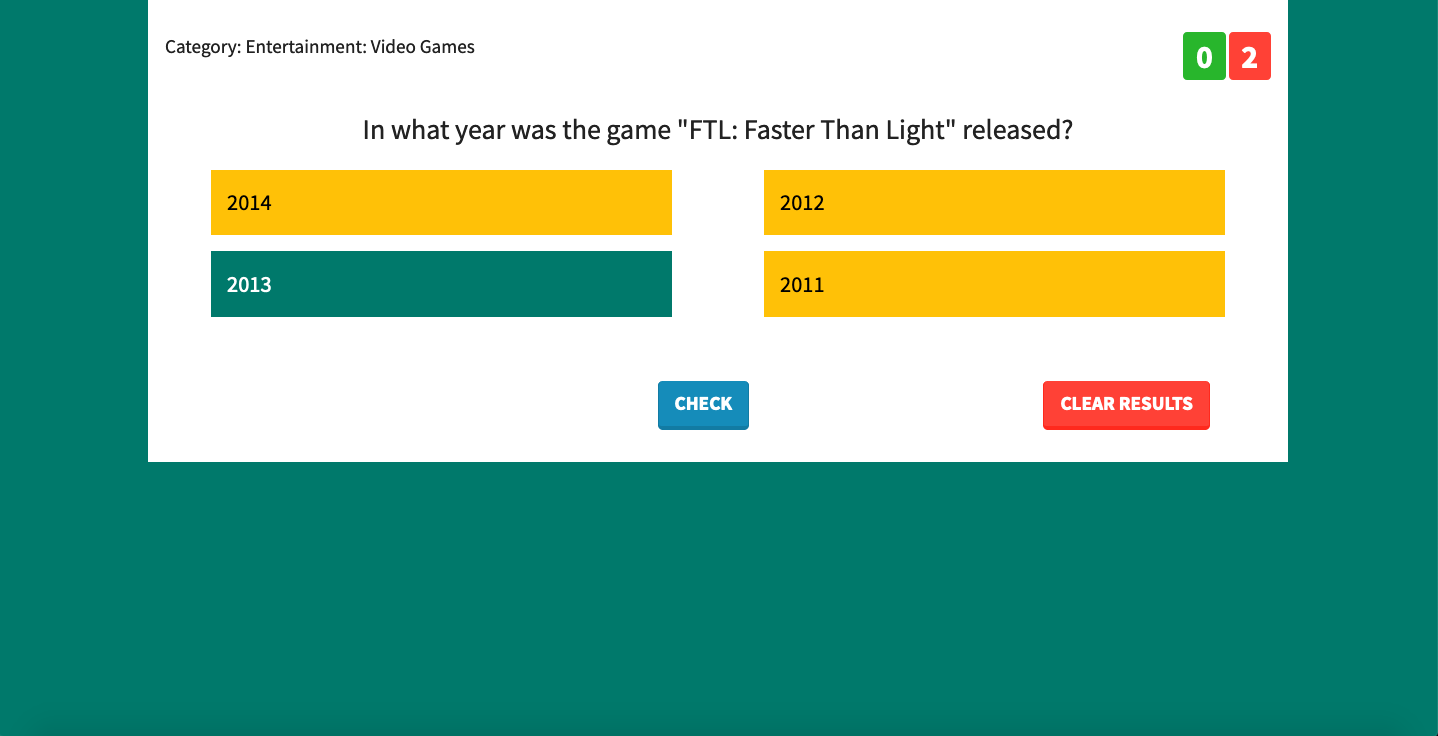 Category: Entertainment: Video Games
0 2
In what year was the game "FTL: Faster Than Light" released?
2014
2012
2013
2011
CHECK
CLEAR RESULTS